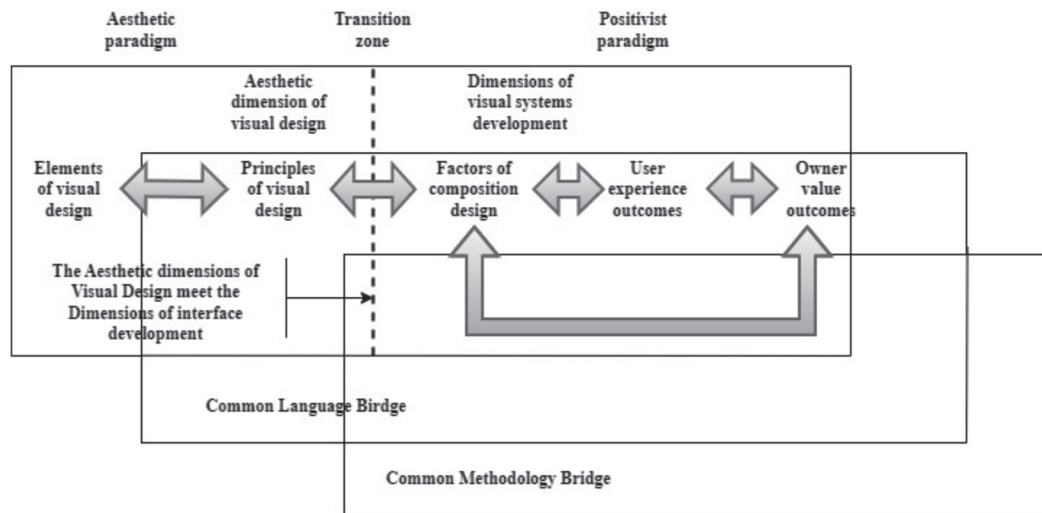 Aesthetic
paradigm
Transition
zone
Positivist
paradigm
Aesthetic
dimension of
visual design
Dimensions of
visual systems
development
Elements
of visual
design
Principles
of visual
design
Factors of
composition
design
User
experience
outcomes
Owner
value
outcomes
The Aesthetic dimensions of
Visual Design meet the
Dimensions of interface
development
Common Language Birdge
Common Methodology Bridge